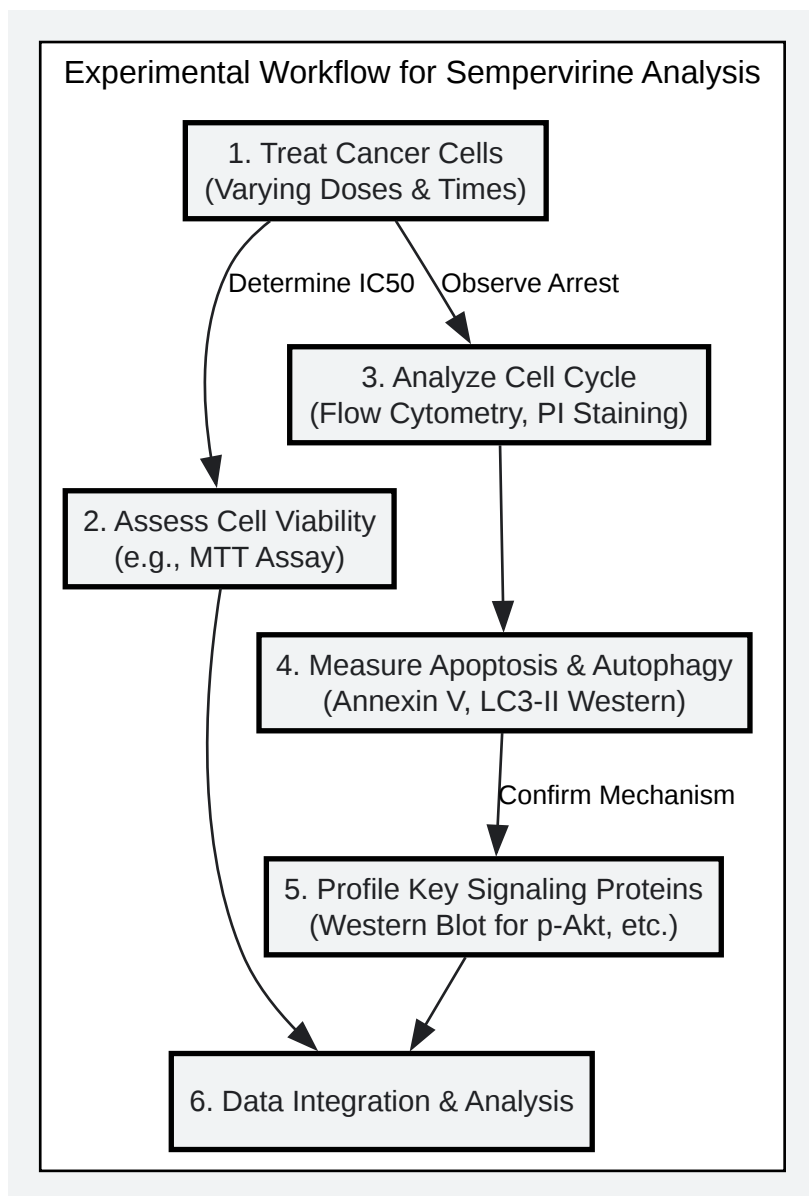 Experimental Workflow for Sempervirine Analysis
1. Treat Cancer Cells
(Varying Doses & Times)
Determine IC50
Observe Arrest
3. Analyze Cell Cycle
(Flow Cytometry, PI Staining)
2. Assess Cell Viability
(e.g., MTT Assay)
4. Measure Apoptosis & Autophagy
(Annexin V, LC3-II Western)
Confirm Mechanism
5. Profile Key Signaling Proteins
(Western Blot for p-Akt, etc.)
6. Data Integration & Analysis